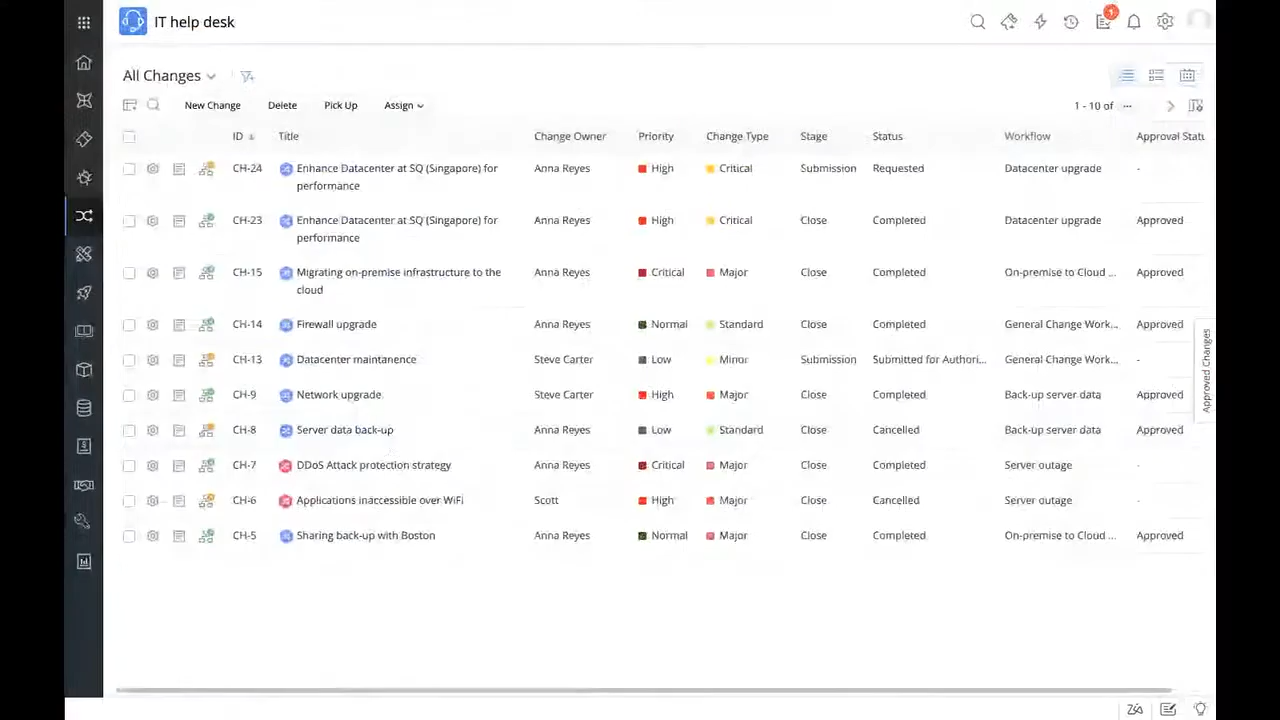 IT help desk
All Changes
New Change Delete Pick Up Assign 1 - 10 of ...
ID Title Change Owner Priority Change Type Stage Status Workflow Approval Statu
CH-24 Enhance Datacenter at SQ (Singapore) for Anna Reyes High Critical Submission Requested Datacenter upgrade -
performance
CH-23 Enhance Datacenter at SQ (Singapore) for Anna Reyes High Critical Close Completed Datacenter upgrade Approved
performance
CH-15 Migrating on-premise infrastructure to the Anna Reyes Critical Major Close Completed On-premise to Cloud ... Approved
cloud
CH-14 Firewall upgrade Anna Reyes Normal Standard Close Completed General Change Work... Approved
CH-13 Datacenter maintanence Steve Carter Low Minor Submission Submitted for Authori... General Change Work... -
CH-9 Network upgrade Steve Carter High Major Close Completed Back-up server data Approved
CH-8 Server data back-up Anna Reyes Low Standard Close Cancelled Back-up server data Approved
CH-7 DDoS Attack protection strategy Anna Reyes Critical Major Close Completed Server outage -
CH-6 Applications inaccessible over WiFi Scott High Major Close Cancelled Server outage -
CH-5 Sharing back-up with Boston Anna Reyes Normal Major Close Completed On-premise to Cloud ... Approved
Approved Changes